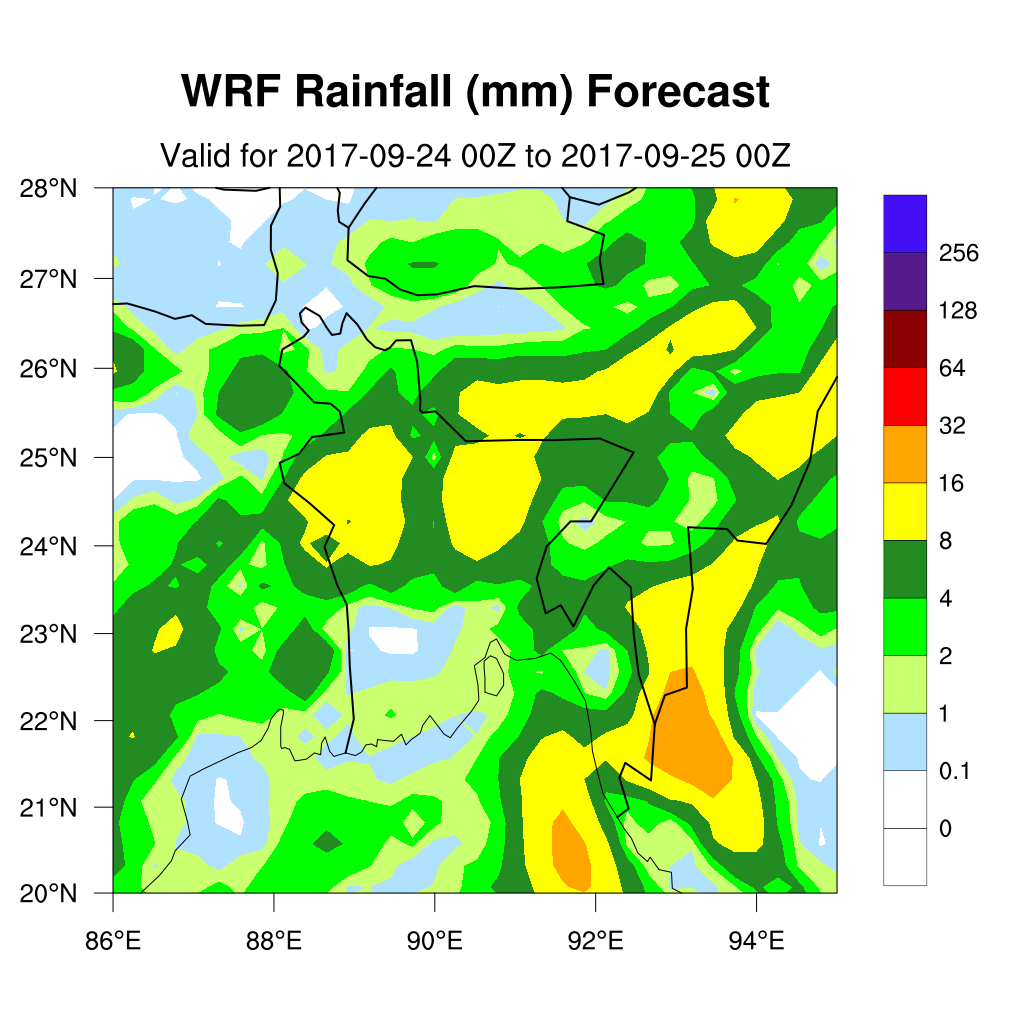 WRF Rainfall (mm) Forecast
Valid for 2017-09-24 00Z to 2017-09-25 00Z
28°N
27°N
26°N
25°N
24°N
23°N
22°N
21°N
20°N
86°E 88°E 90°E 92°E 94°E
256
128
64
32
16
8
4
2
1
0.1
0